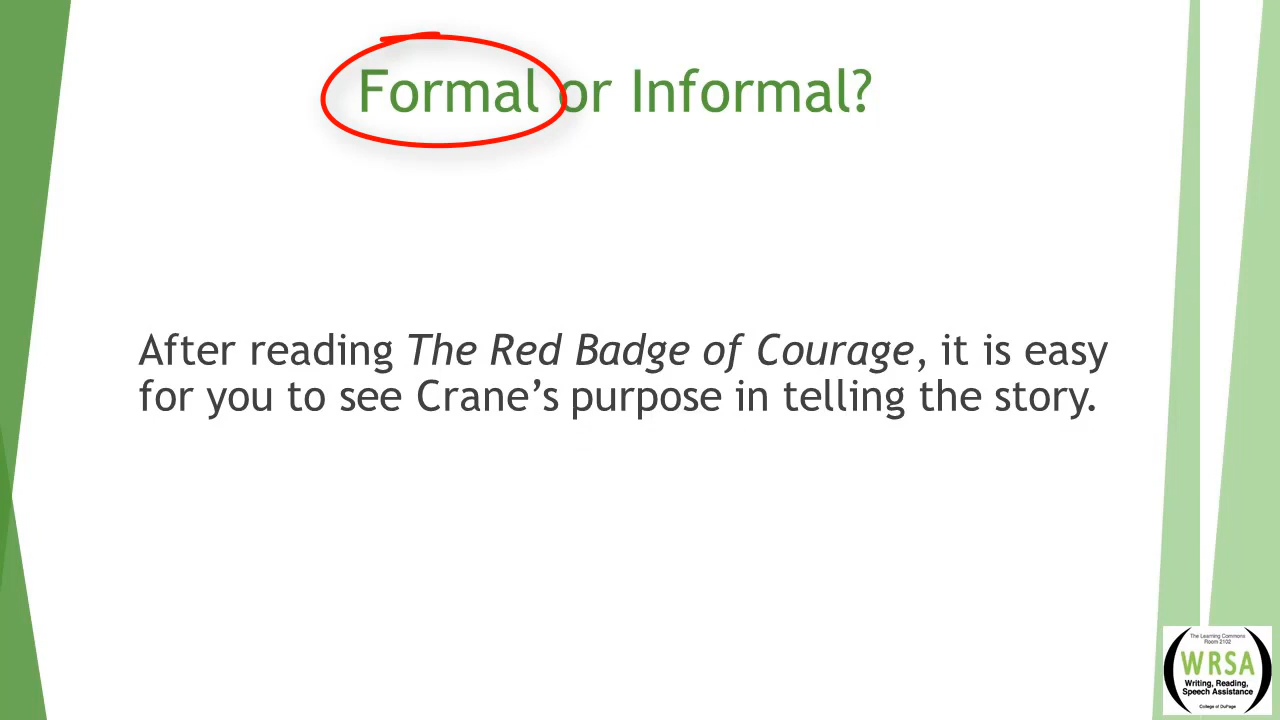 Formal or Informal?
After reading The Red Badge of Courage, it is easy
for you to see Crane’s purpose in telling the story.
The Learning Commons
Room 2102
WRSA
Writing, Reading,
Speech Assistance
College of DuPage